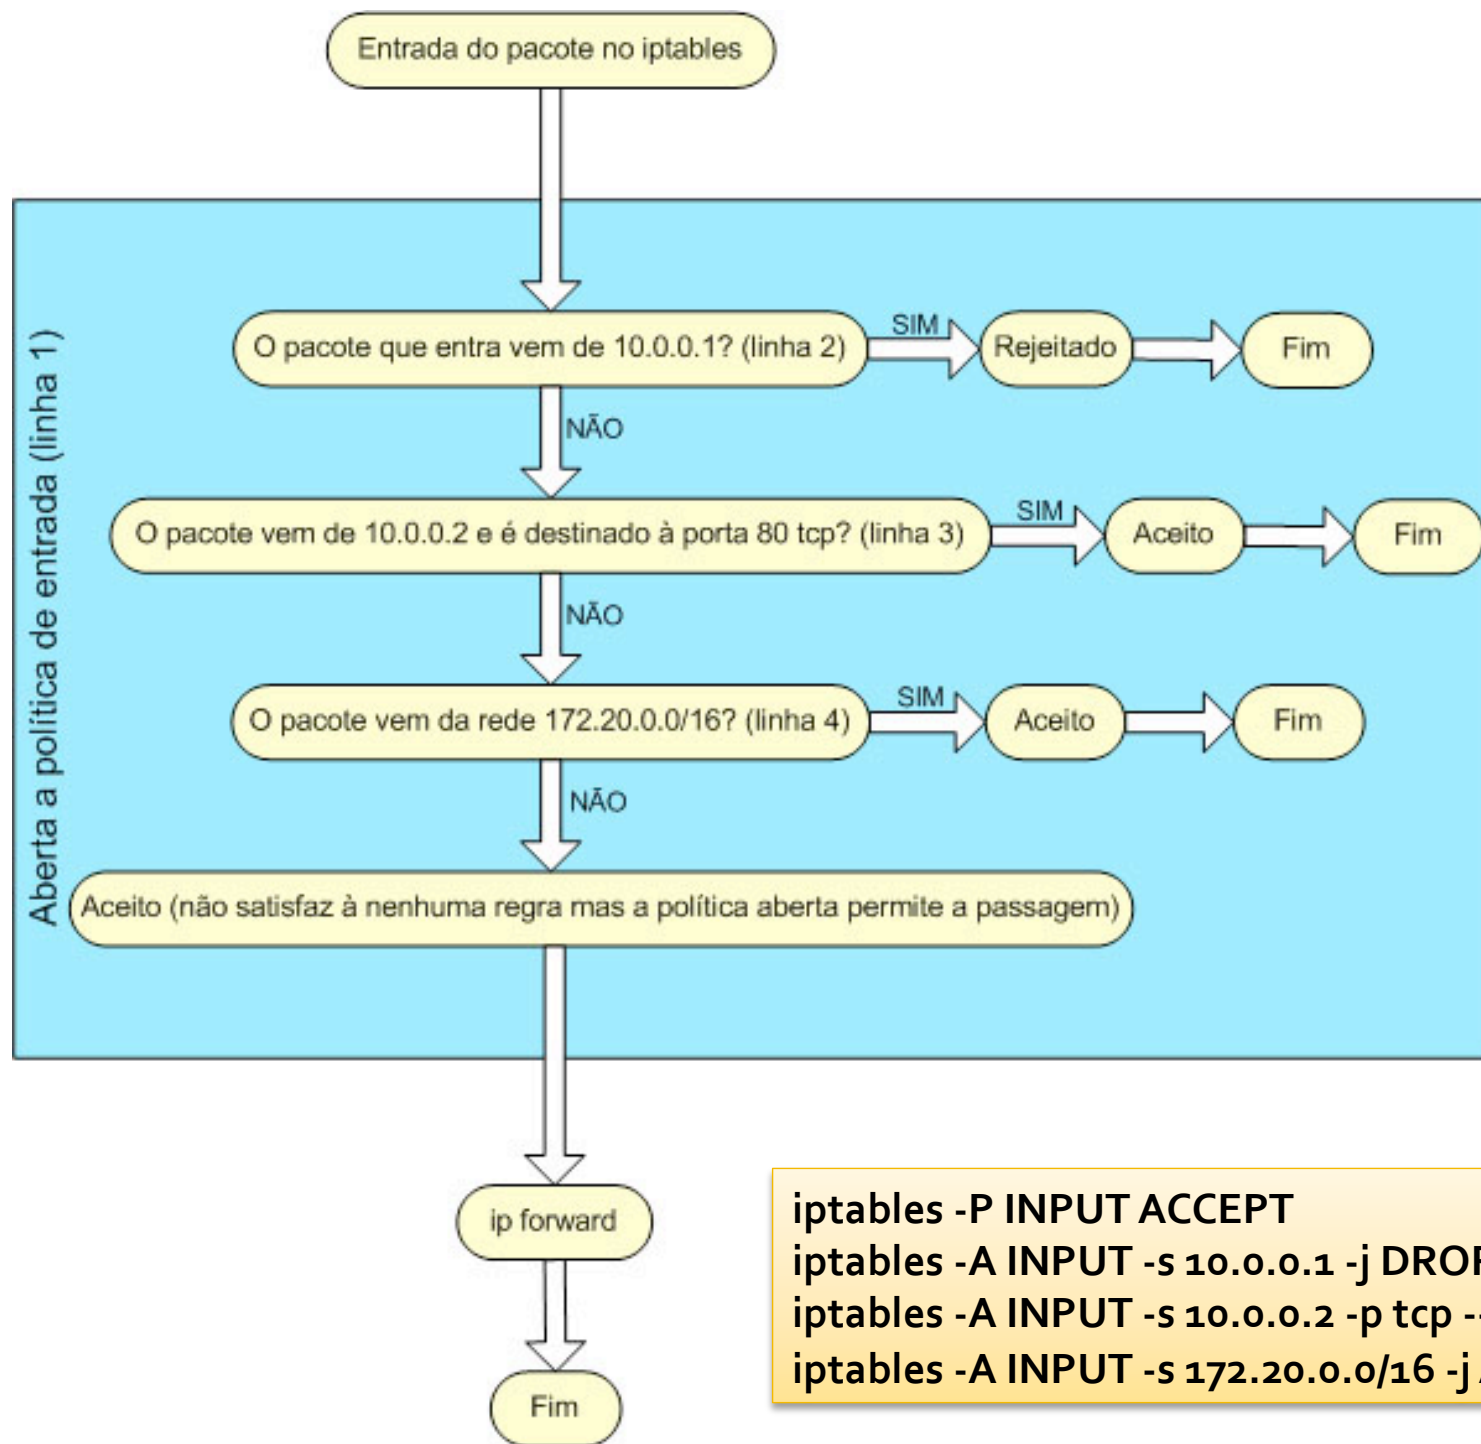 Entrada do pacote no iptables
Aberta a política de entrada (linha 1)
O pacote que entra vem de 10.0.0.1? (linha 2)
SIM
Rejeitado
Fim
NÃO
O pacote vem de 10.0.0.2 e é destinado à porta 80 tcp? (linha 3)
SIM
Aceito
Fim
NÃO
O pacote vem da rede 172.20.0.0/16? (linha 4)
SIM
Aceito
Fim
NÃO
Aceito (não satisfaz à nenhuma regra mas a política aberta permite a passagem)
ip forward
Fim
iptables -P INPUT ACCEPT
iptables -A INPUT -s 10.0.0.1 -j DROP
iptables -A INPUT -s 10.0.0.2 -p tcp -
iptables -A INPUT -s 172.20.0.0/16 -j